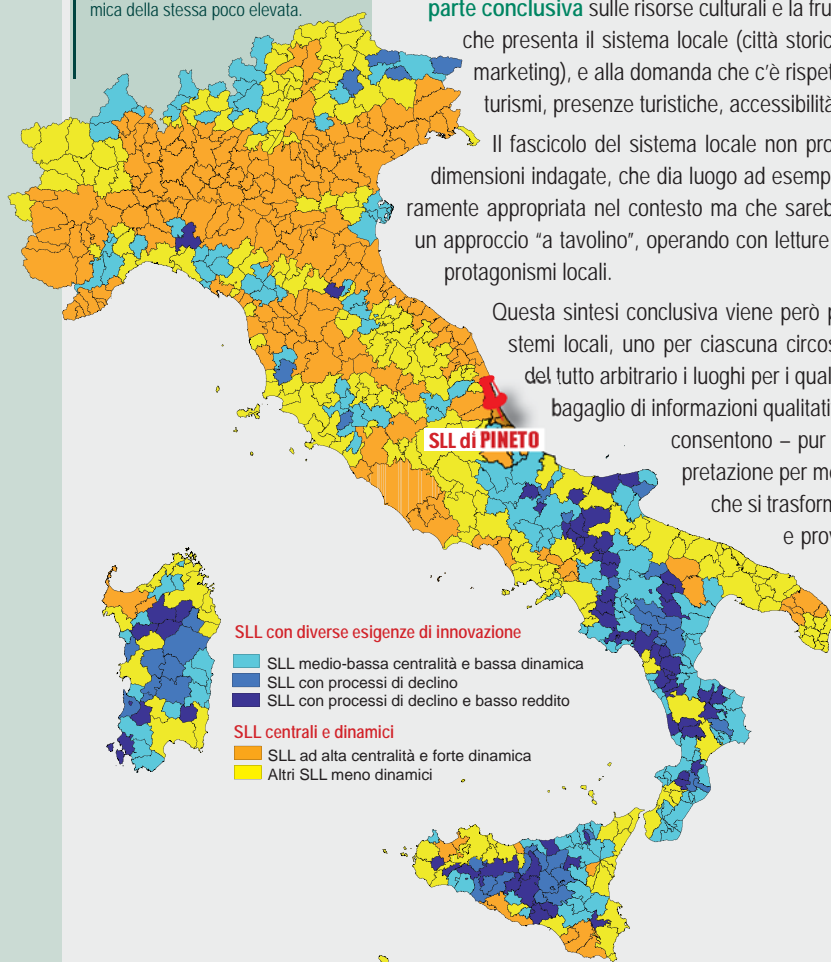 mica della stessa poco elevata.
parte conclusiva sulle risorse culturali e la fru
che presenta il sistema locale (città storic
marketing), e alla domanda che c'è rispet
turismi, presenze turistiche, accessibilità
Il fascicolo del sistema locale non pro
dimensioni indagate, che dia luogo ad esemp
ramente appropriata nel contesto ma che sareb
un approccio "a tavolino", operando con letture
protagonismi locali.
Questa sintesi conclusiva viene però p
stemi locali, uno per ciascuna circos
del tutto arbitrario i luoghi per i qual
bagaglio di informazioni qualitati
consentono – pur
pretazione per mo
che si trasform
e prov
SLL di PINETO
SLL con diverse esigenze di innovazione
SLL medio-bassa centralità e bassa dinamica
SLL con processi di declino
SLL con processi di declino e basso reddito
SLL centrali e dinamici
SLL ad alta centralità e forte dinamica
Altri SLL meno dinamici